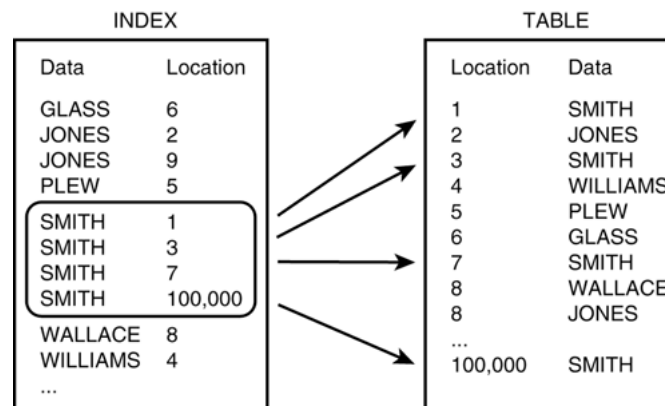 INDEX
Data Location
GLASS 6
JONES 2
JONES 9
PLEW 5
SMITH 1
SMITH 3
SMITH 7
SMITH 100,000
WALLACE 8
WILLIAMS 4
...
TABLE
Location Data
1 SMITH
2 JONES
3 SMITH
4 WILLIAMS
5 PLEW
6 GLASS
7 SMITH
8 WALLACE
8 JONES
...
100,000 SMITH